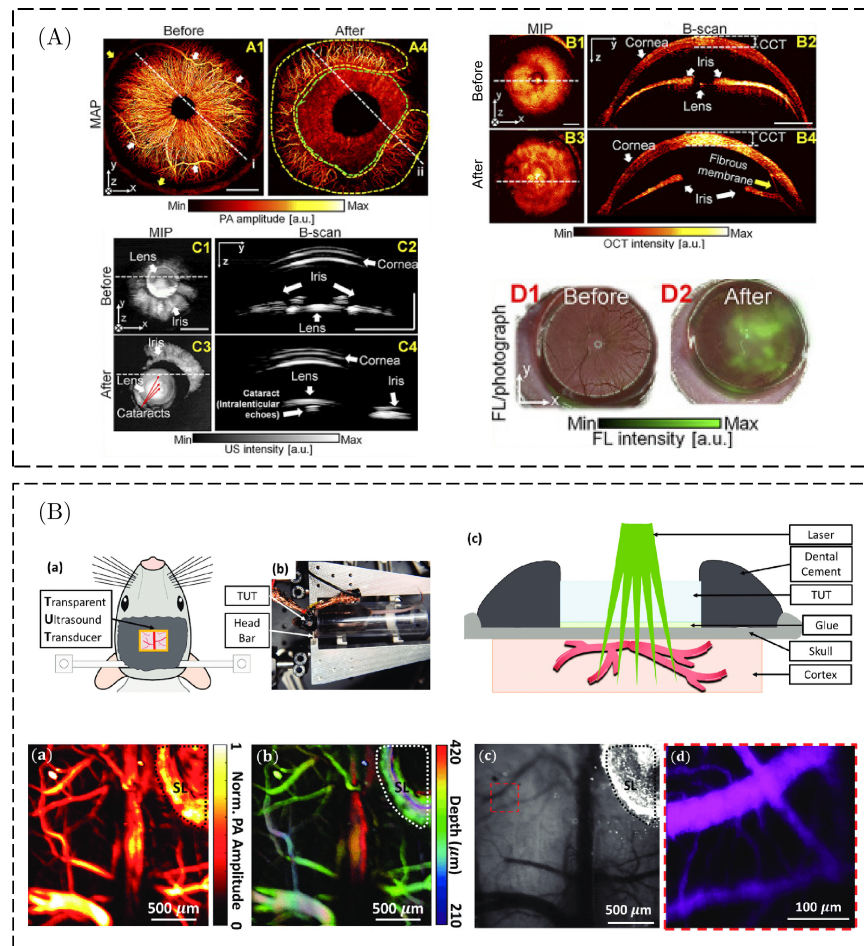 (A)
Before
After
A1
A4
MAP
i
ii
y
z
x
Min
Max
PA amplitude [a.u.]
MIP
B-scan
B1
B2
Before
y
z
x
y
z
Cornea
CCT
Iris
Lens
B3
B4
After
Cornea
CCT
Fibrous
membrane
Iris
Min
Max
OCT intensity [a.u.]
MIP
B-scan
C1
C2
Before
Lens
y
z
x
Iris
y
z
Iris
Cornea
Lens
C3
C4
After
Iris
Lens
Cataracts
Cornea
Lens
Iris
Cataract
(Intralenticular
echoes)
Min
Max
US intensity [a.u.]
D1
Before
D2
After
FL/photograph
y
x
Min
Max
FL intensity [a.u.]
(B)
(a)
Transparent
Ultrasound
Transducer
(b)
TUT
Head
Bar
(c)
Laser
Dental
Cement
TUT
Glue
Skull
Cortex
(a)
SL
500 μm
1
Norm. PA Amplitude
0
(b)
SL
500 μm
420
Depth (μm)
210
(c)
SL
500 μm
(d)
100 μm